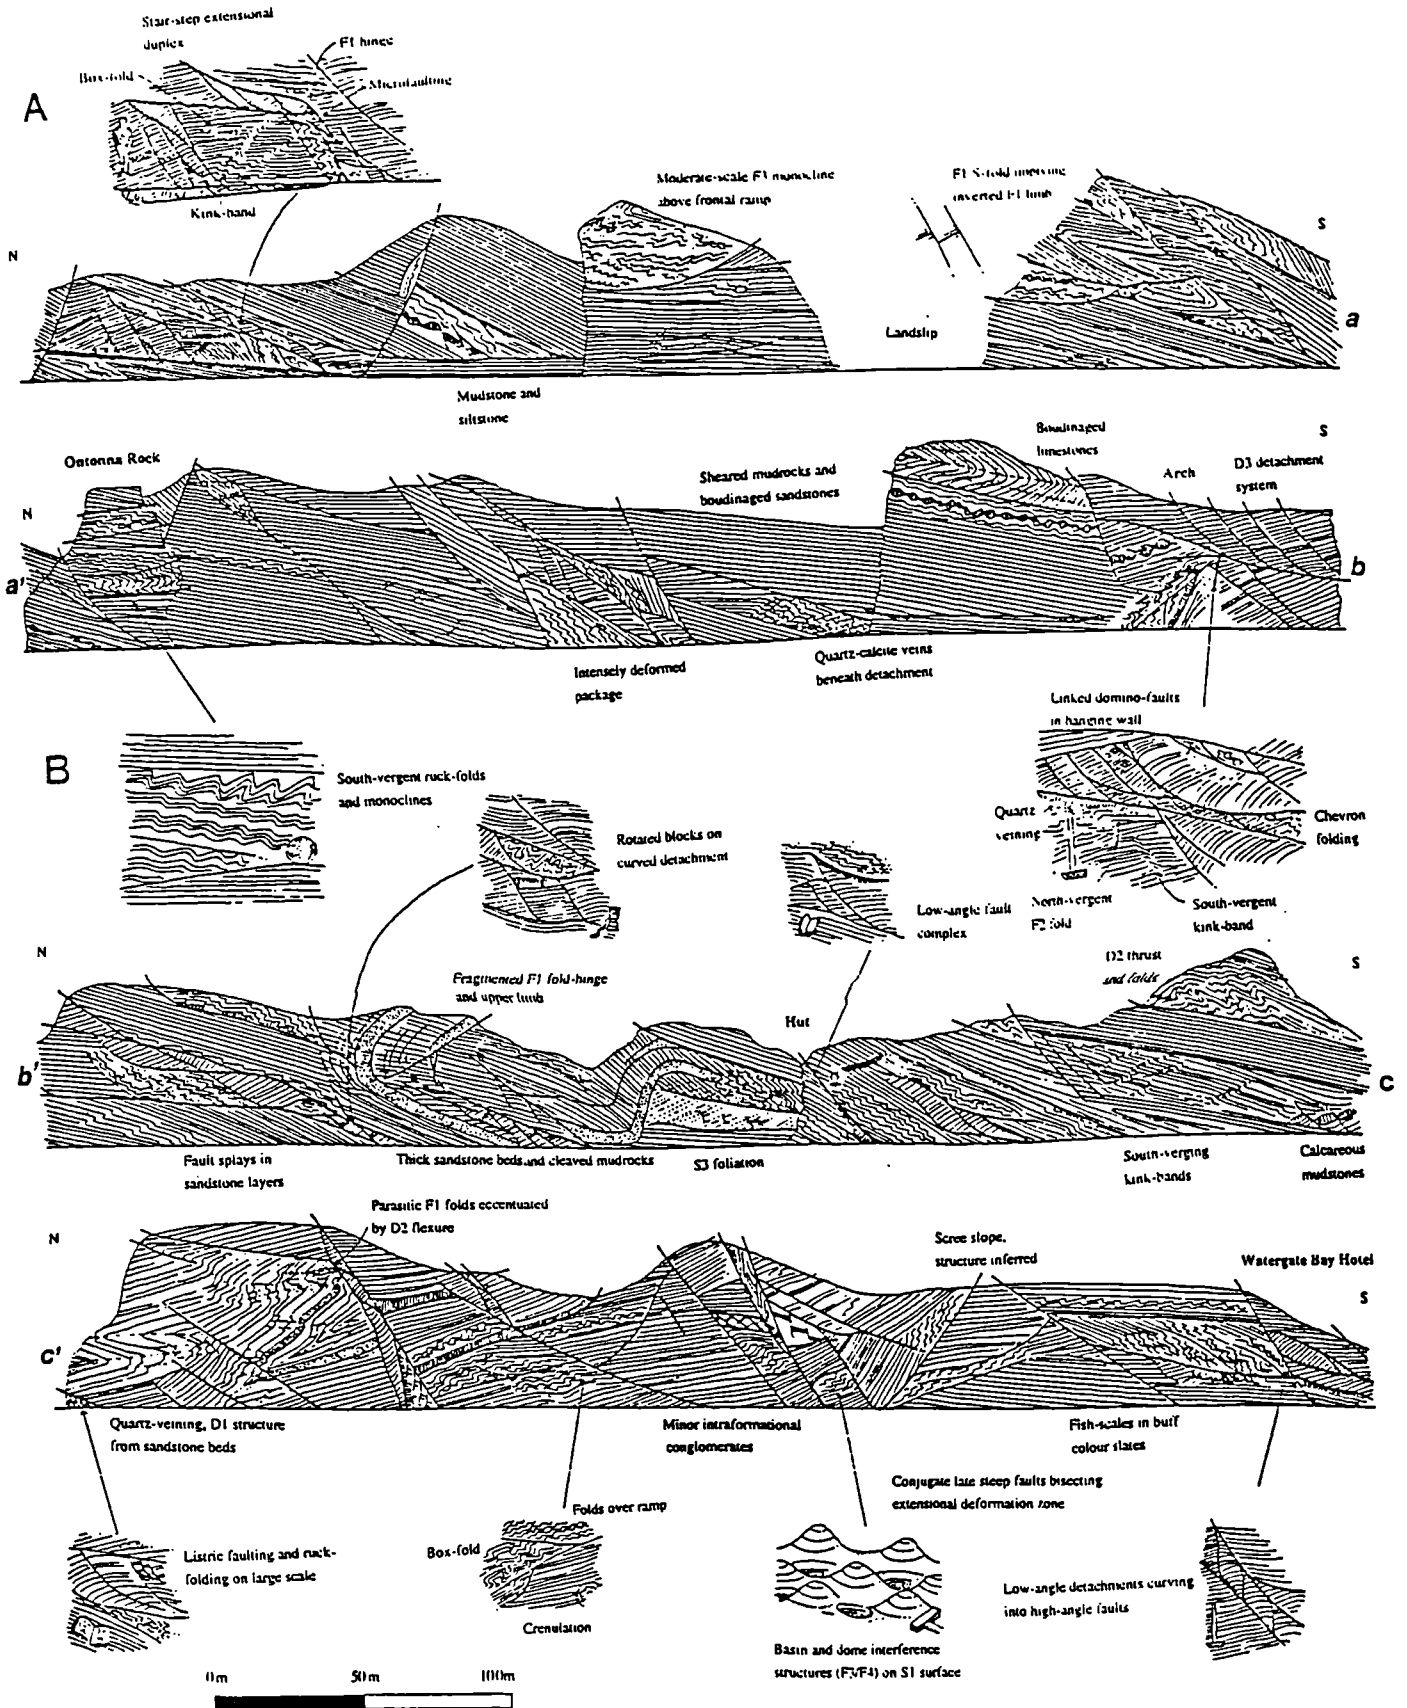 Stair-step extensional
duplex
F1 hinge
Box-fold
Microfaulting
A
Kink-band
Moderate-scale F3 monocline
above frontal ramp
F1 S-fold
inverted F1 limb
N
S
a
Landslip
Mudstone and
siltstone
Ontonna Rock
Sheared mudrocks and
boudinaged sandstones
Boudinaged
limestones
S
Arch
D3 detachment
system
N
a'
b
Intensely deformed
package
Quartz-calcite veins
beneath detachment
Linked domino-faults
in hanging wall
B
South-vergent ruck-folds
and monoclines
Rotated blocks on
curved detachment
Quartz
veining
Chevron
folding
Low-angle fault
complex
North-vergent
F2 fold
South-vergent
kink-band
N
D2 thrust
and folds
S
Fragmented F1 fold-hinge
and upper limb
Hut
b'
c
Fault splays in
sandstone layers
Thick sandstone beds and cleaved mudrocks
S3 foliation
South-verging
kink-bands
Calcareous
mudstones
Parasitic F1 folds eccentuated
by D2 flexure
N
Scree slope,
structure inferred
Watergate Bay Hotel
S
c'
Quartz-veining, D1 structure
from sandstone beds
Minor intraformational
conglomerates
Fish-scales in buff
colour slates
Conjugate late steep faults bisecting
extensional deformation zone
Folds over ramp
Box-fold
Listric faulting and ruck-
folding on large scale
Low-angle detachments curving
into high-angle faults
Crenulation
Basin and dome interference
structures (F3/F4) on S1 surface
0m
50m
100m